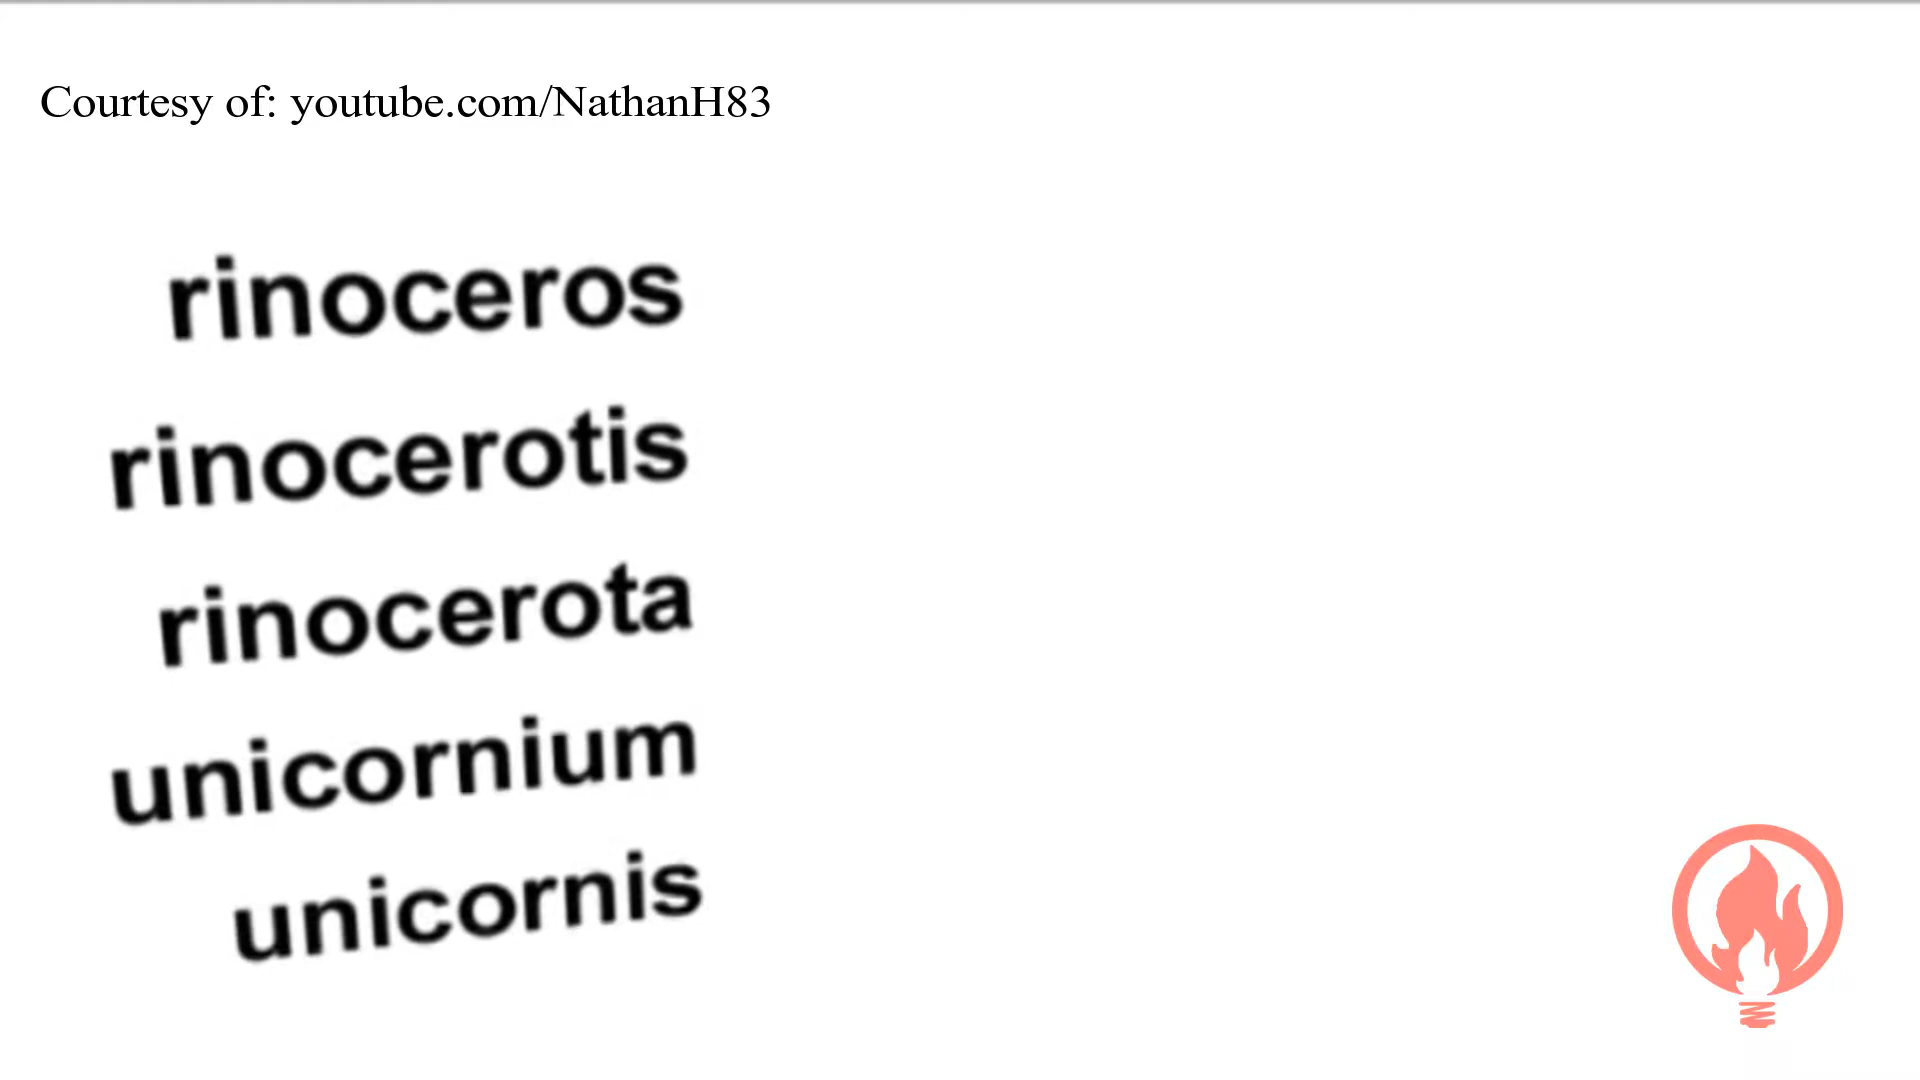 Courtesy of: youtube.com/NathanH83
rinoceros
rinocerotis
rinocerota
unicornium
unicornis